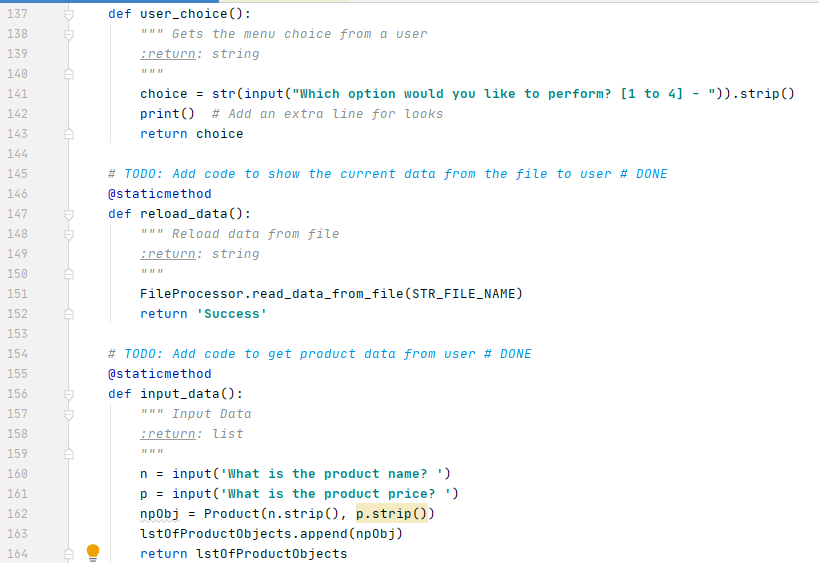 137 def user_choice():
138 """ Gets the menu choice from a user
139 :return: string
140 """
141 choice = str(input("Which option would you like to perform? [1 to 4] - ")).strip()
142 print()  # Add an extra line for looks
143 return choice
144
145 # TODO: Add code to show the current data from the file to user # DONE
146 @staticmethod
147 def reload_data():
148 """ Reload data from file
149 :return: string
150 """
151 FileProcessor.read_data_from_file(STR_FILE_NAME)
152 return 'Success'
153
154 # TODO: Add code to get product data from user # DONE
155 @staticmethod
156 def input_data():
157 """ Input Data
158 :return: list
159 """
160 n = input('What is the product name? ')
161 p = input('What is the product price? ')
162 npObj = Product(n.strip(), p.strip())
163 lstOfProductObjects.append(npObj)
164 return lstOfProductObjects